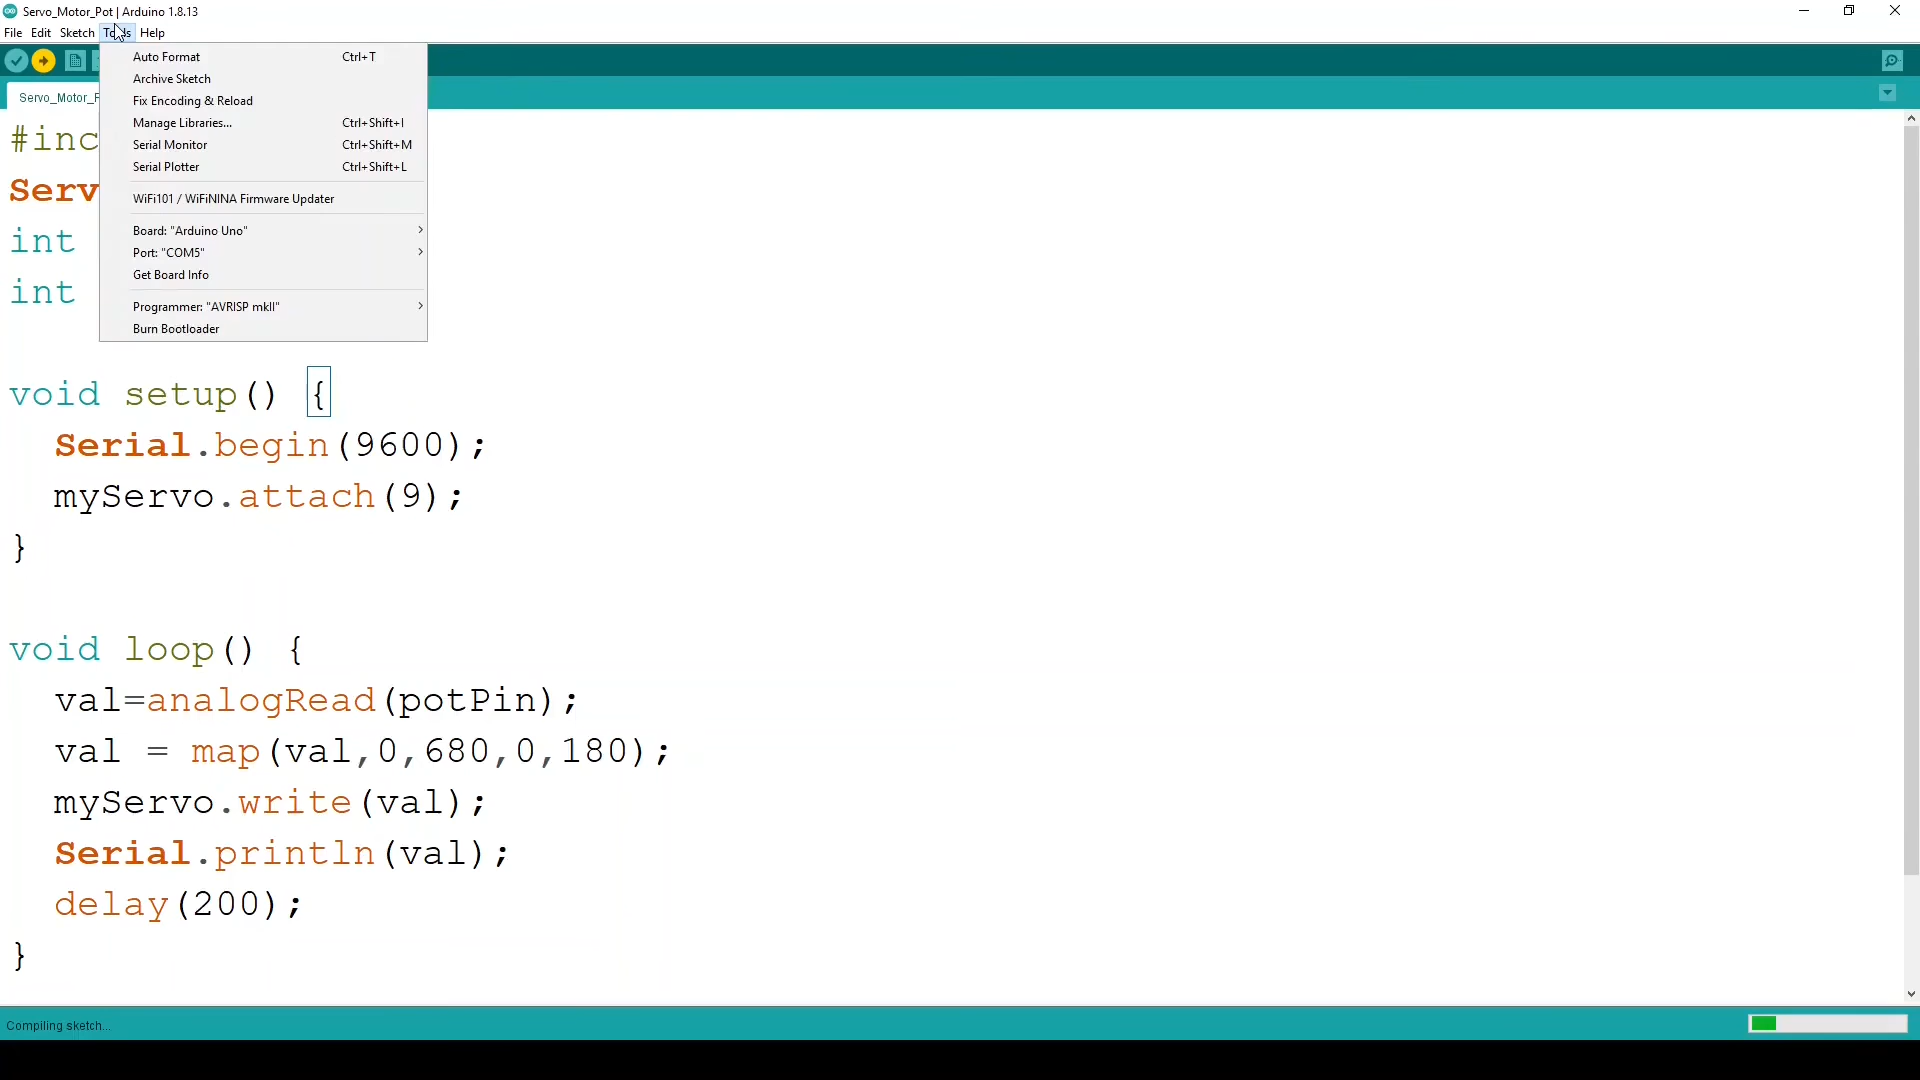 Servo_Motor_Pot | Arduino 1.8.13
File Edit Sketch Tools Help
Auto Format Ctrl+T
Archive Sketch
Fix Encoding & Reload
Manage Libraries... Ctrl+Shift+I
Serial Monitor Ctrl+Shift+M
Serial Plotter Ctrl+Shift+L
WiFi101 / WiFiNINA Firmware Updater
Board: "Arduino Uno"
Port: "COM5"
Get Board Info
Programmer: "AVRISP mkII"
Burn Bootloader
Servo_Motor_P
#inc
Serv
int
int
void setup() {
Serial.begin(9600);
myServo.attach(9);
}
void loop() {
val=analogRead(potPin);
val = map(val,0,680,0,180);
myServo.write(val);
Serial.println(val);
delay(200);
}
Compiling sketch...